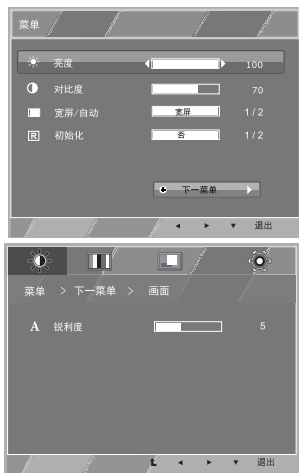 菜单
亮度 100
对比度 70
宽屏/自动 宽屏 1/2
R 初始化 否 1/2
下一菜单
退出
菜单 > 下一菜单 > 画面
A 锐利度 5
退出